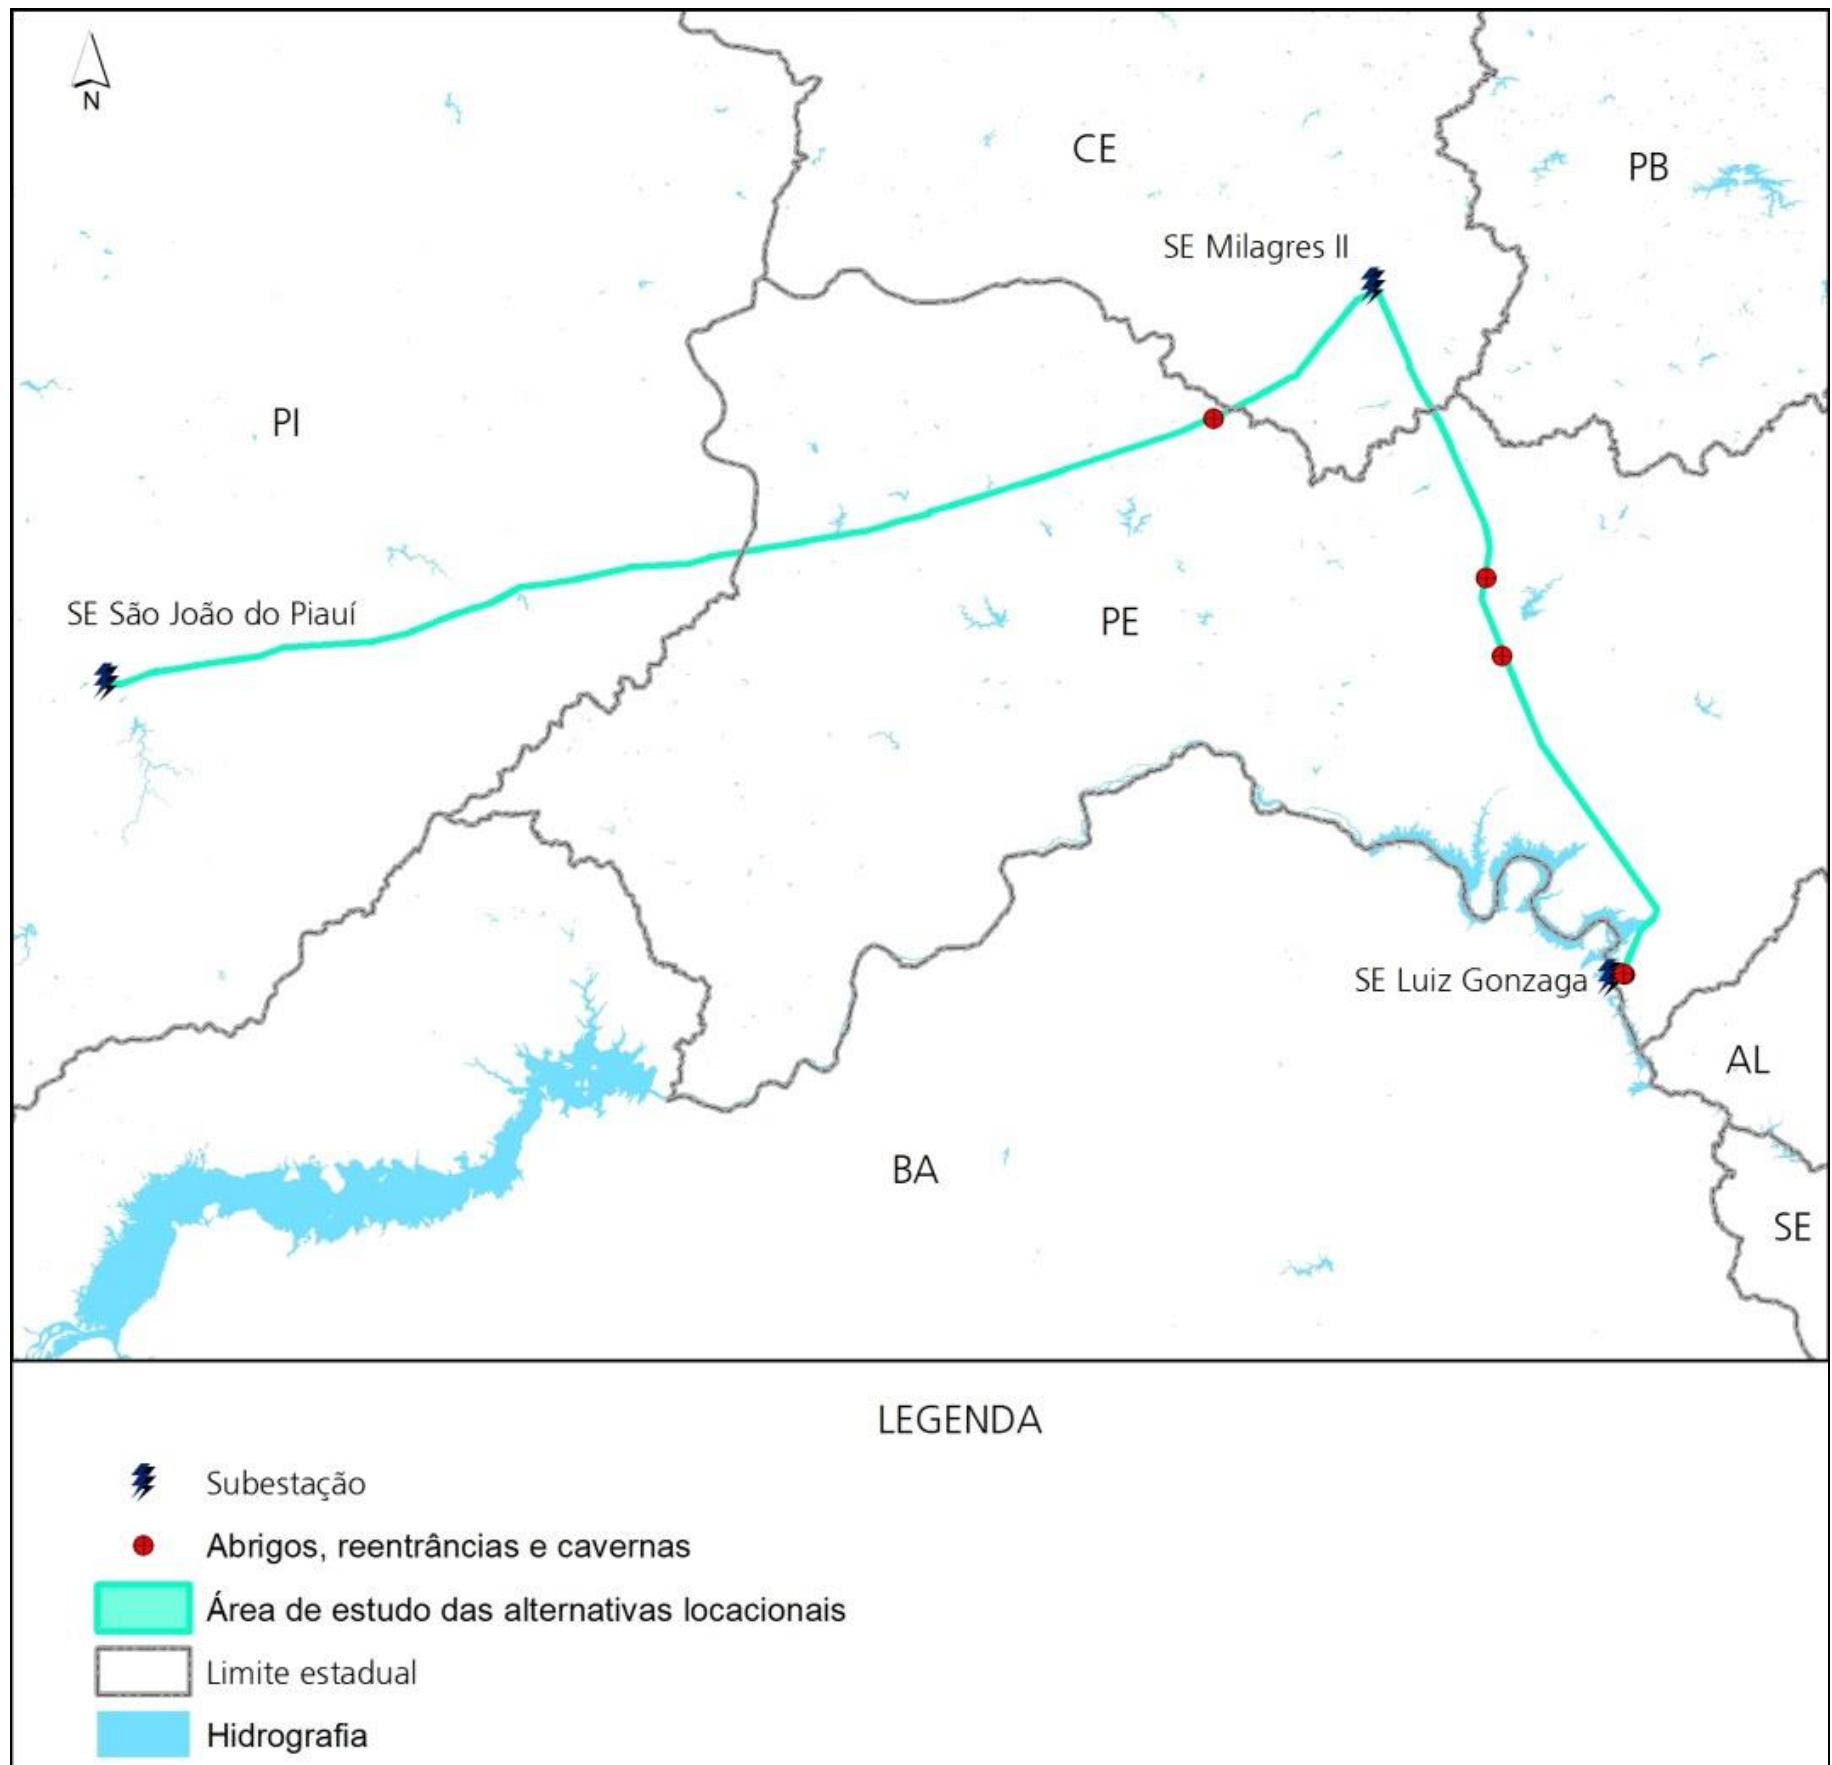 N
CE
PB
SE Milagres II
PI
SE São João do Piauí
PE
SE Luiz Gonzaga
AL
BA
SE
LEGENDA
Subestação
Abrigos, reentrâncias e cavernas
Área de estudo das alternativas locacionais
Limite estadual
Hidrografia